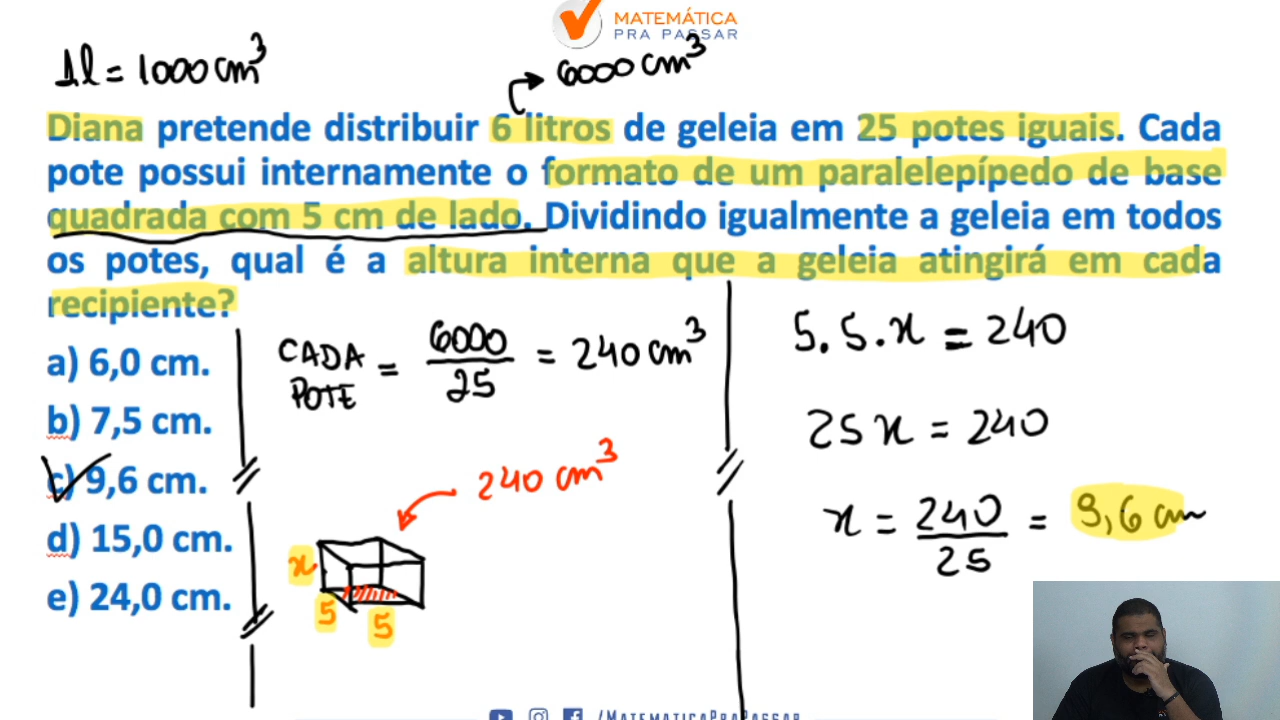 MATEMÁTICA
PRA PASSAR
1l = 1000 cm³
6000 cm³
Diana pretende distribuir 6 litros de geleia em 25 potes iguais. Cada
pote possui internamente o formato de um paralelepípedo de base
quadrada com 5 cm de lado. Dividindo igualmente a geleia em todos
os potes, qual é a altura interna que a geleia atingirá em cada
recipiente?
a) 6,0 cm.
b) 7,5 cm.
c) 9,6 cm.
d) 15,0 cm.
e) 24,0 cm.
CADA POTE = 6000/25 = 240 cm³
240 cm³
x
5
5
5.5.x = 240
25x = 240
x = 240/25 = 9,6 cm
/MatematicaPraPassar